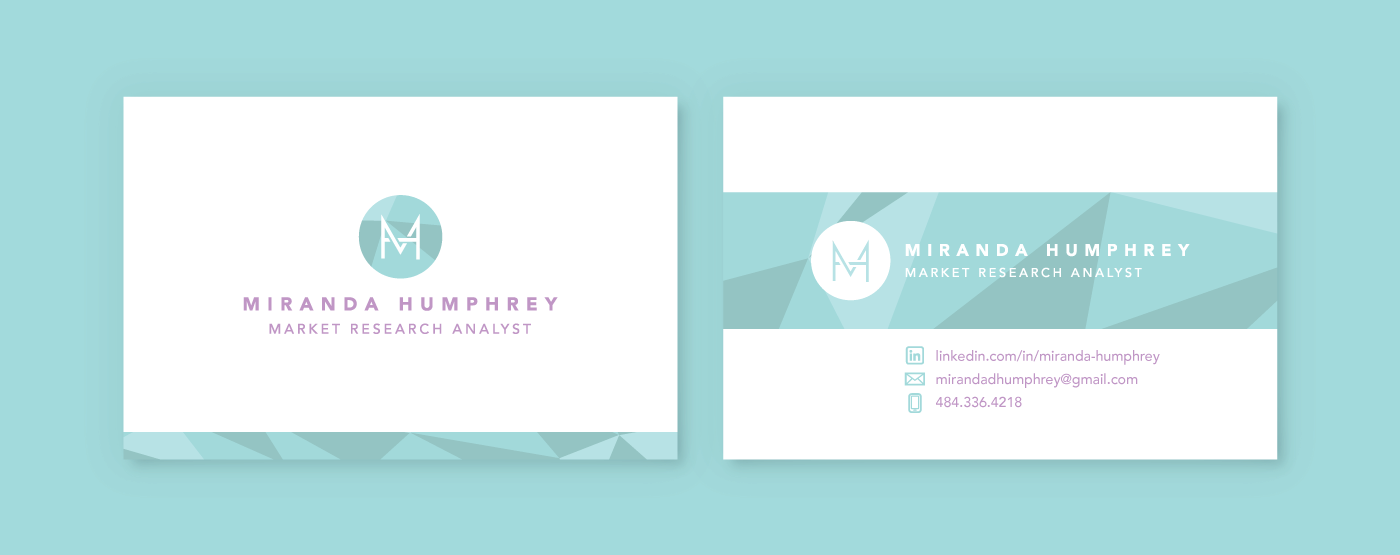 MH
MIRANDA HUMPHREY
MARKET RESEARCH ANALYST
MH
MIRANDA HUMPHREY
MARKET RESEARCH ANALYST
in linkedin.com/in/miranda-humphrey
mirandadhumphrey@gmail.com
484.336.4218